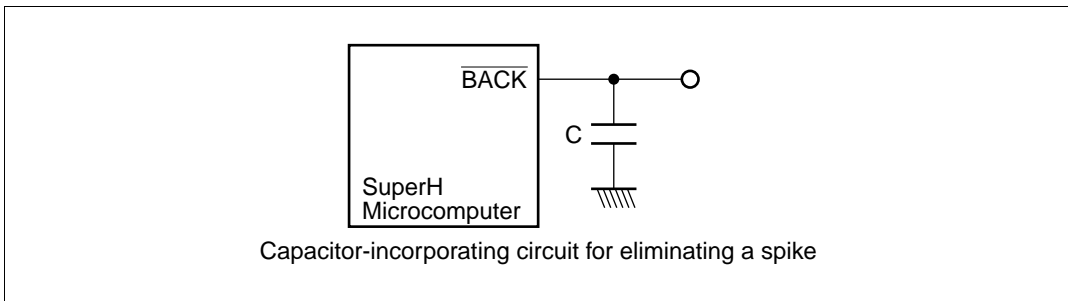 BACK
C
SuperH
Microcomputer
Capacitor-incorporating circuit for eliminating a spike